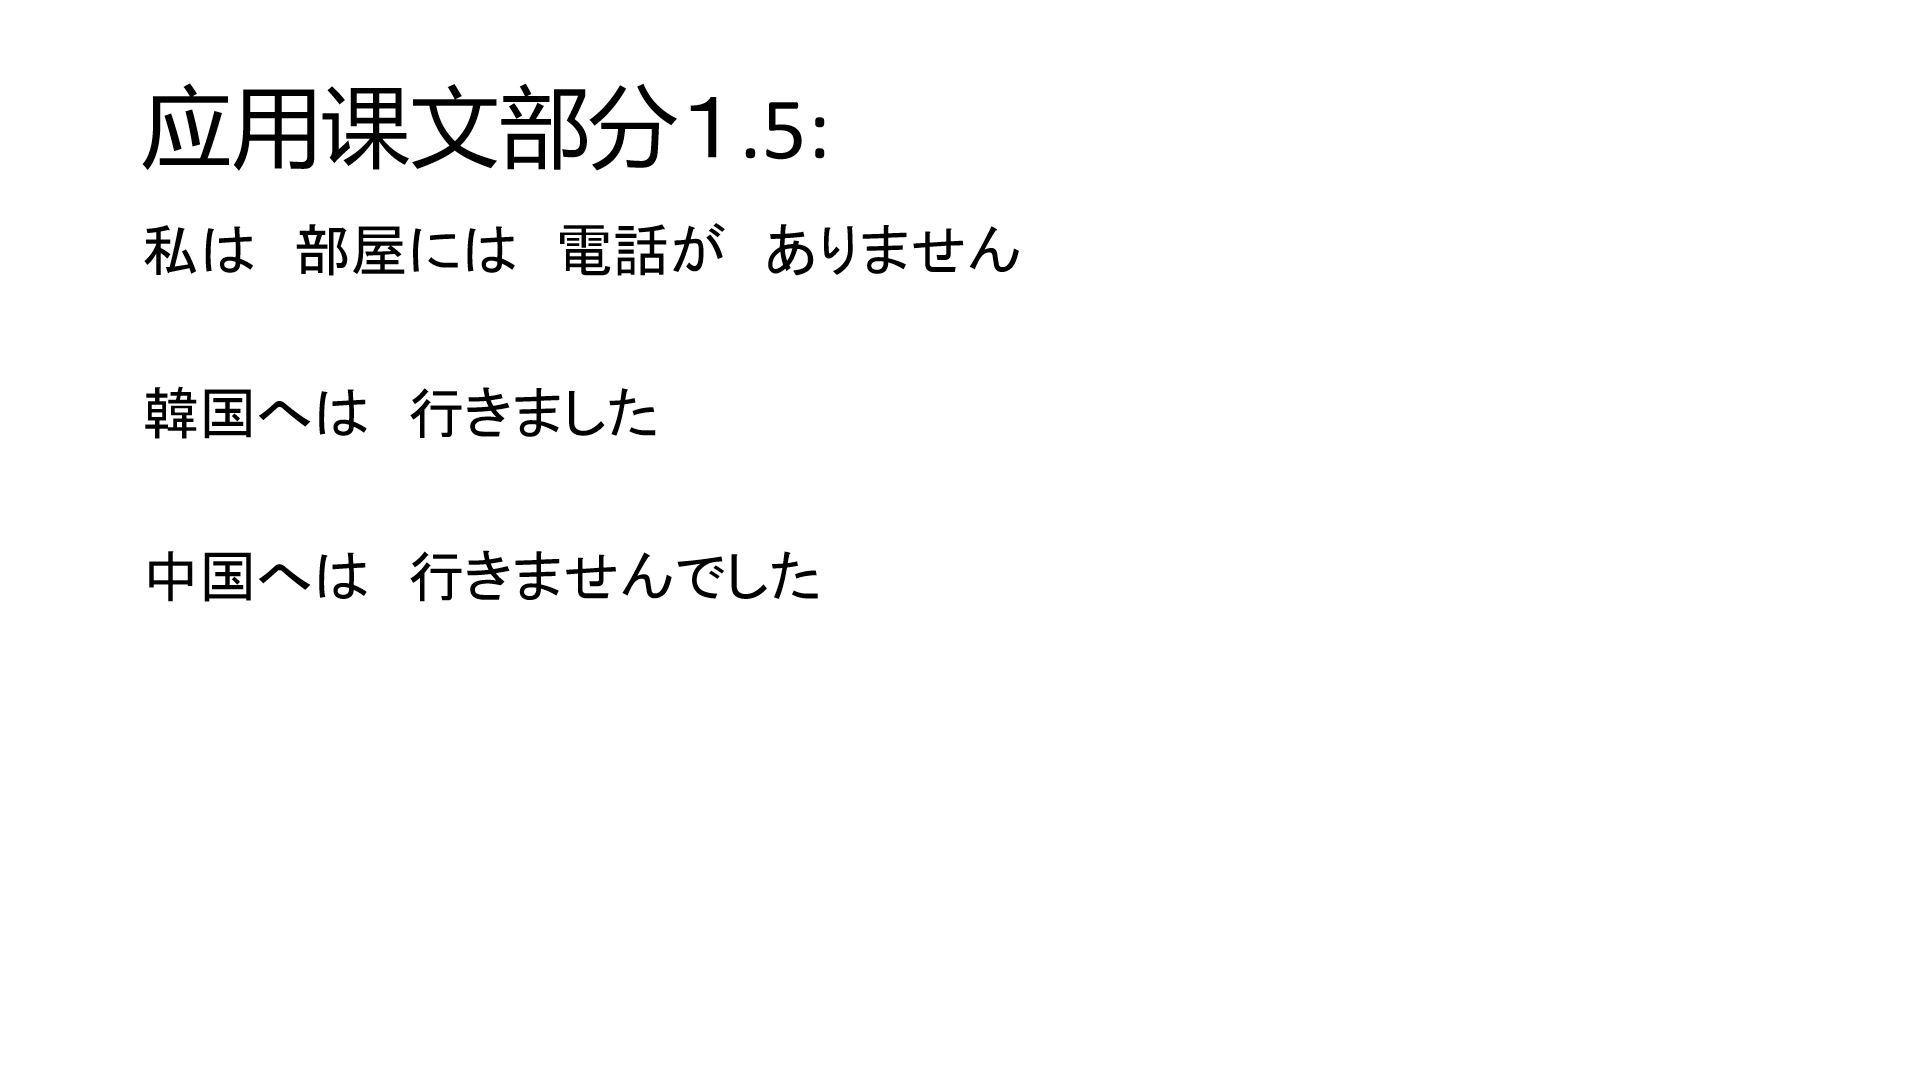 应用课文部分１.5:
私は　部屋には　電話が　ありません
韓国へは　行きました
中国へは　行きませんでした